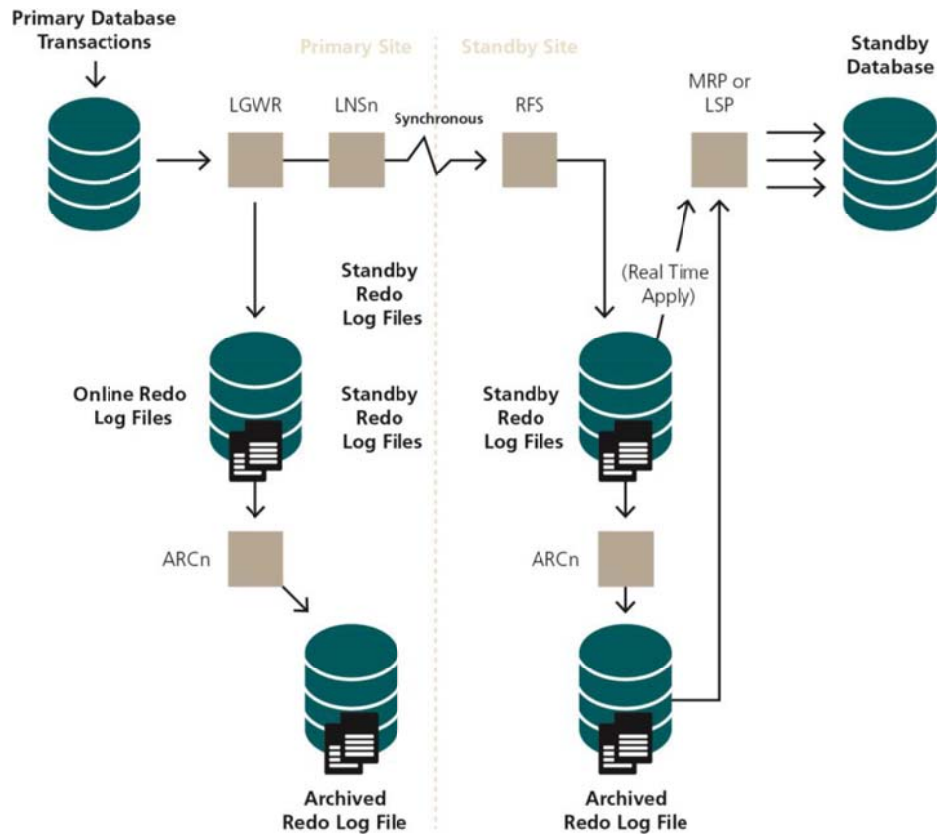 Primary Database
Transactions
Primary Site
Standby Site
Standby
Database
LGWR
LNSn
Synchronous
RFS
MRP or
LSP
(Real Time
Apply)
Standby
Redo
Log Files
Online Redo
Log Files
Standby
Redo
Log Files
Standby
Redo
Log Files
ARCn
ARCn
Archived
Redo Log File
Archived
Redo Log File